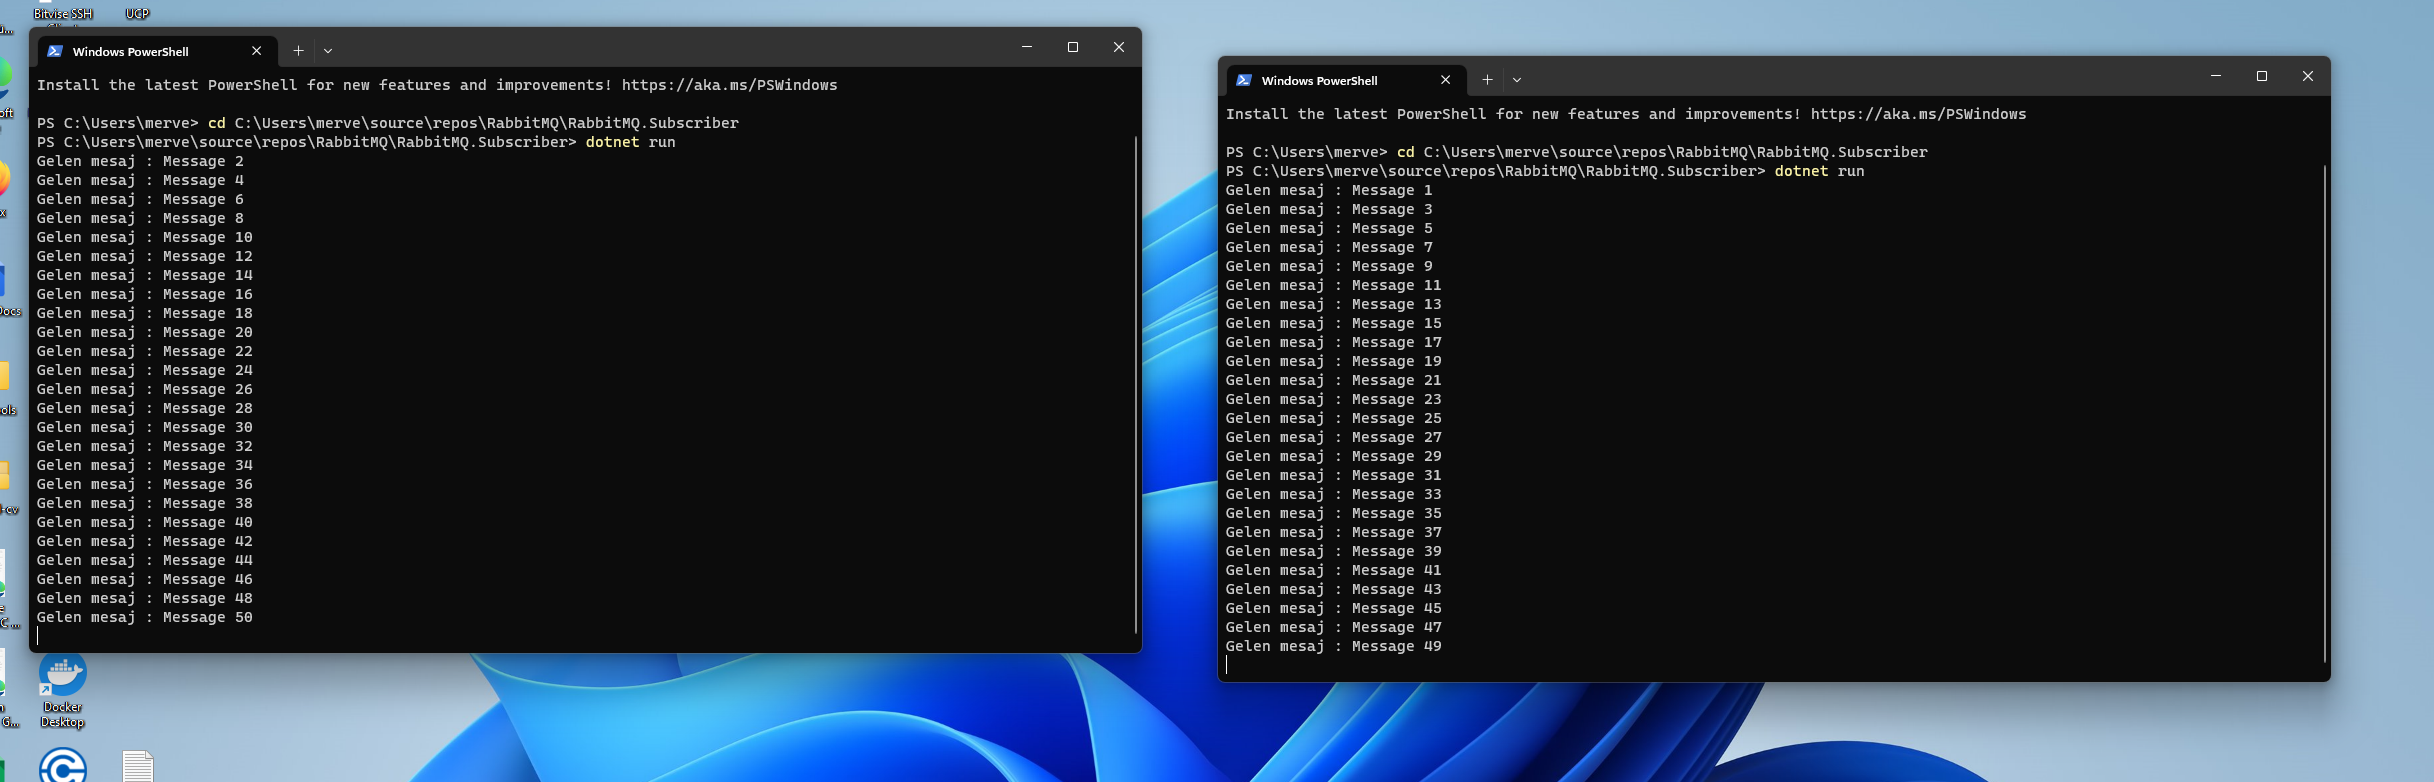 Bitvise SSH
UCP
Windows PowerShell
Install the latest PowerShell for new features and improvements! https://aka.ms/PSWindows
PS C:\Users\merve> cd C:\Users\merve\source\repos\RabbitMQ\RabbitMQ.Subscriber
PS C:\Users\merve\source\repos\RabbitMQ\RabbitMQ.Subscriber> dotnet run
Gelen mesaj : Message 2
Gelen mesaj : Message 4
Gelen mesaj : Message 6
Gelen mesaj : Message 8
Gelen mesaj : Message 10
Gelen mesaj : Message 12
Gelen mesaj : Message 14
Gelen mesaj : Message 16
Gelen mesaj : Message 18
Gelen mesaj : Message 20
Gelen mesaj : Message 22
Gelen mesaj : Message 24
Gelen mesaj : Message 26
Gelen mesaj : Message 28
Gelen mesaj : Message 30
Gelen mesaj : Message 32
Gelen mesaj : Message 34
Gelen mesaj : Message 36
Gelen mesaj : Message 38
Gelen mesaj : Message 40
Gelen mesaj : Message 42
Gelen mesaj : Message 44
Gelen mesaj : Message 46
Gelen mesaj : Message 48
Gelen mesaj : Message 50
Windows PowerShell
Install the latest PowerShell for new features and improvements! https://aka.ms/PSWindows
PS C:\Users\merve> cd C:\Users\merve\source\repos\RabbitMQ\RabbitMQ.Subscriber
PS C:\Users\merve\source\repos\RabbitMQ\RabbitMQ.Subscriber> dotnet run
Gelen mesaj : Message 1
Gelen mesaj : Message 3
Gelen mesaj : Message 5
Gelen mesaj : Message 7
Gelen mesaj : Message 9
Gelen mesaj : Message 11
Gelen mesaj : Message 13
Gelen mesaj : Message 15
Gelen mesaj : Message 17
Gelen mesaj : Message 19
Gelen mesaj : Message 21
Gelen mesaj : Message 23
Gelen mesaj : Message 25
Gelen mesaj : Message 27
Gelen mesaj : Message 29
Gelen mesaj : Message 31
Gelen mesaj : Message 33
Gelen mesaj : Message 35
Gelen mesaj : Message 37
Gelen mesaj : Message 39
Gelen mesaj : Message 41
Gelen mesaj : Message 43
Gelen mesaj : Message 45
Gelen mesaj : Message 47
Gelen mesaj : Message 49
Docker
Desktop